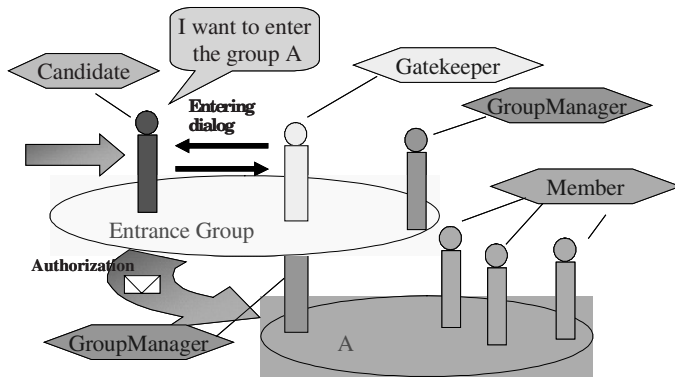 I want to enter
the group A
Candidate
Gatekeeper
Entering
dialog
GroupManager
Member
Entrance Group
Authorization
GroupManager
A